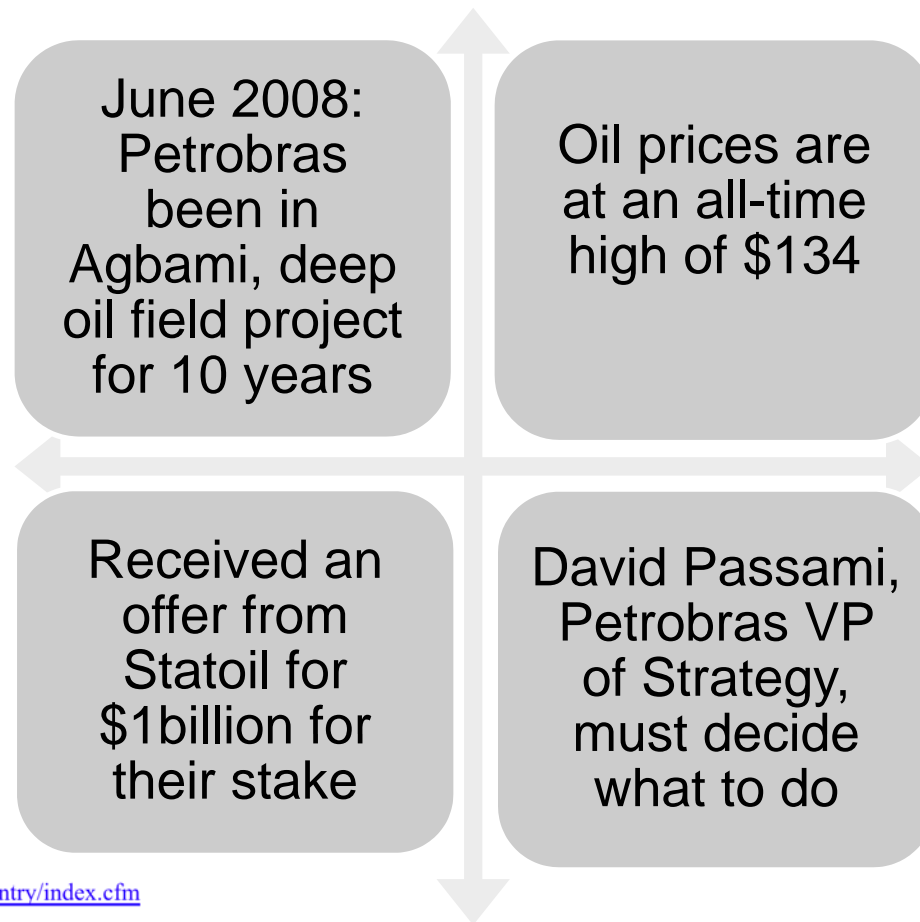 June 2008:
Petrobras
been in
Agbami, deep
oil field project
for 10 years
Oil prices are
at an all-time
high of $134
Received an
offer from
Statoil for
$1billion for
their stake
David Passami,
Petrobras VP
of Strategy,
must decide
what to do
ntry/index.cfm